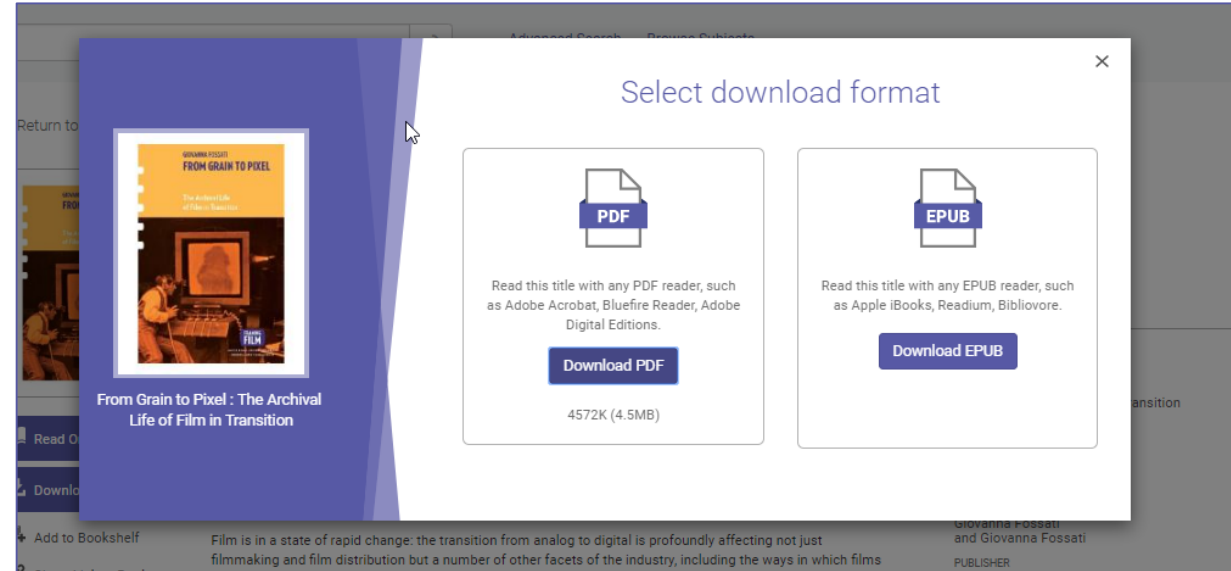 Advanced Search Browse Subjects
Select download format
Return to
GIOVANNA FOSSATI
FROM GRAIN TO PIXEL
The Archival Life
of Film in Transition
FRAMING
FILM
From Grain to Pixel : The Archival
Life of Film in Transition
PDF
Read this title with any PDF reader, such
as Adobe Acrobat, Bluefire Reader, Adobe
Digital Editions.
Download PDF
4572K (4.5MB)
EPUB
Read this title with any EPUB reader, such
as Apple iBooks, Readium, Bibliovore.
Download EPUB
ansition
Read O
Downlo
Add to Bookshelf
Film is in a state of rapid change: the transition from analog to digital is profoundly affecting not just
filmmaking and film distribution but a number of other facets of the industry, including the ways in which films
Giovanna Fossati
and Giovanna Fossati
PUBLISHER